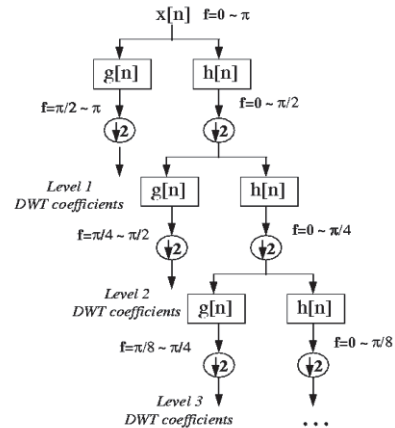 x[n] f=0 ~ π
g[n] h[n]
f=π/2 ~ π f=0 ~ π/2
↓2 ↓2
Level 1
DWT coefficients
g[n] h[n]
f=π/4 ~ π/2 f=0 ~ π/4
↓2 ↓2
Level 2
DWT coefficients
g[n] h[n]
f=π/8 ~ π/4 f=0 ~ π/8
↓2 ↓2
Level 3
DWT coefficients
...